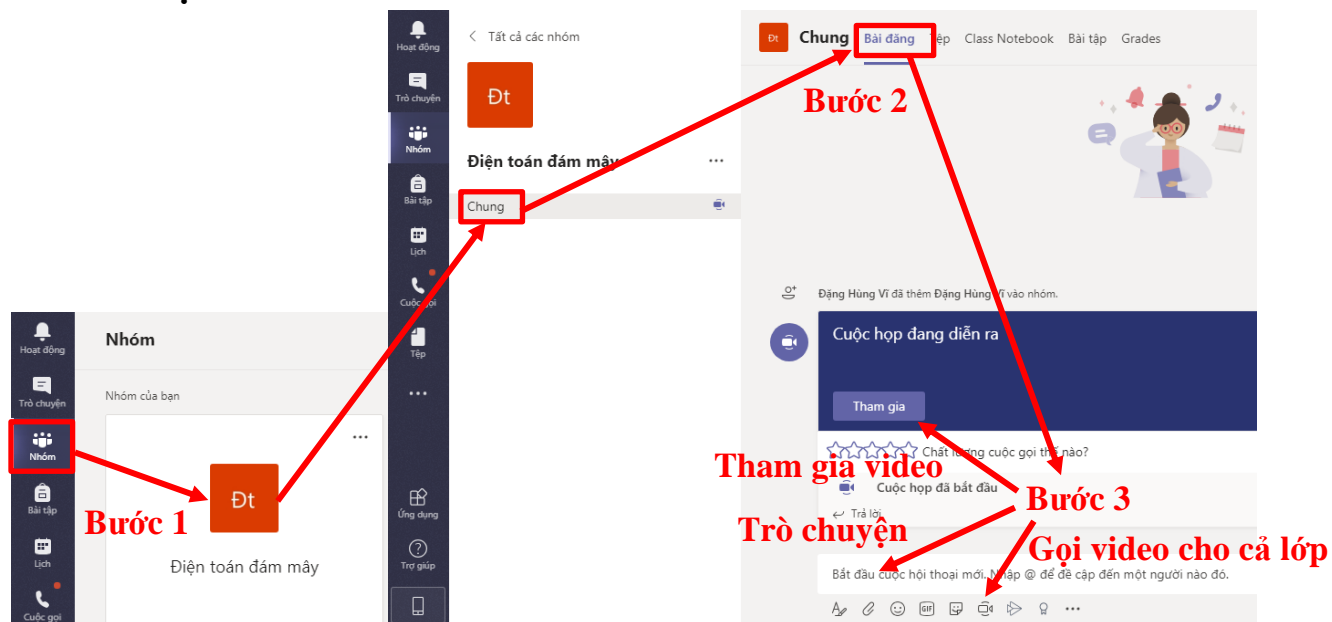 Hoạt động
Trò chuyện
Nhóm
Bài tập
Lịch
Cuộc gọi
Nhóm
Nhóm của bạn
...
Đt
Điện toán đám mây
Bước 1
Hoạt động
Trò chuyện
Nhóm
Bài tập
Lịch
Cuộc gọi
Tệp
...
Ứng dụng
Trợ giúp
< Tất cả các nhóm
Đt
Điện toán đám mây
...
Chung
Đt Chung Bài đăng Tệp Class Notebook Bài tập Grades
Bước 2
Đặng Hùng Vĩ đã thêm Đặng Hùng Vĩ vào nhóm.
Cuộc họp đang diễn ra
Tham gia
Chất lượng cuộc gọi thế nào?
Tham gia video
Cuộc họp đã bắt đầu
Bước 3
Trả lời
Trò chuyện
Gọi video cho cả lớp
Bắt đầu cuộc hội thoại mới. Nhập @ để đề cập đến một người nào đó.
GIF
...